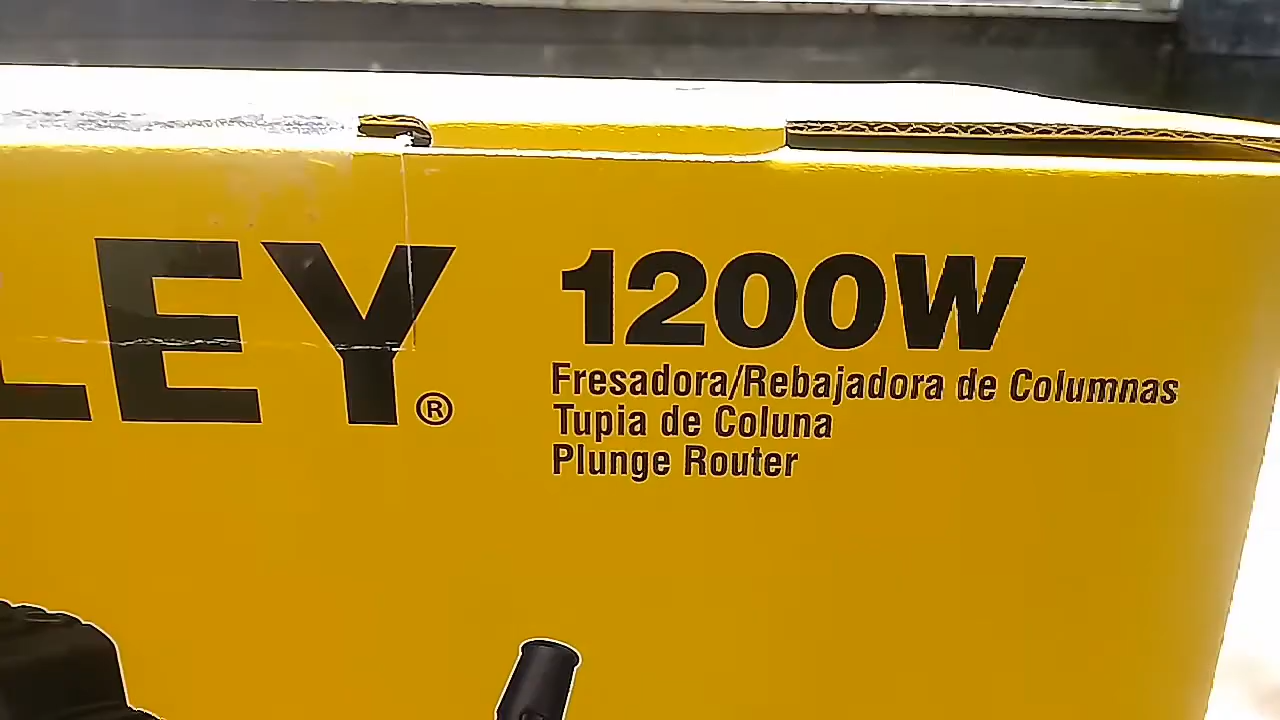 LEY®
1200W
Fresadora/Rebajadora de Columnas
Tupia de Coluna
Plunge Router